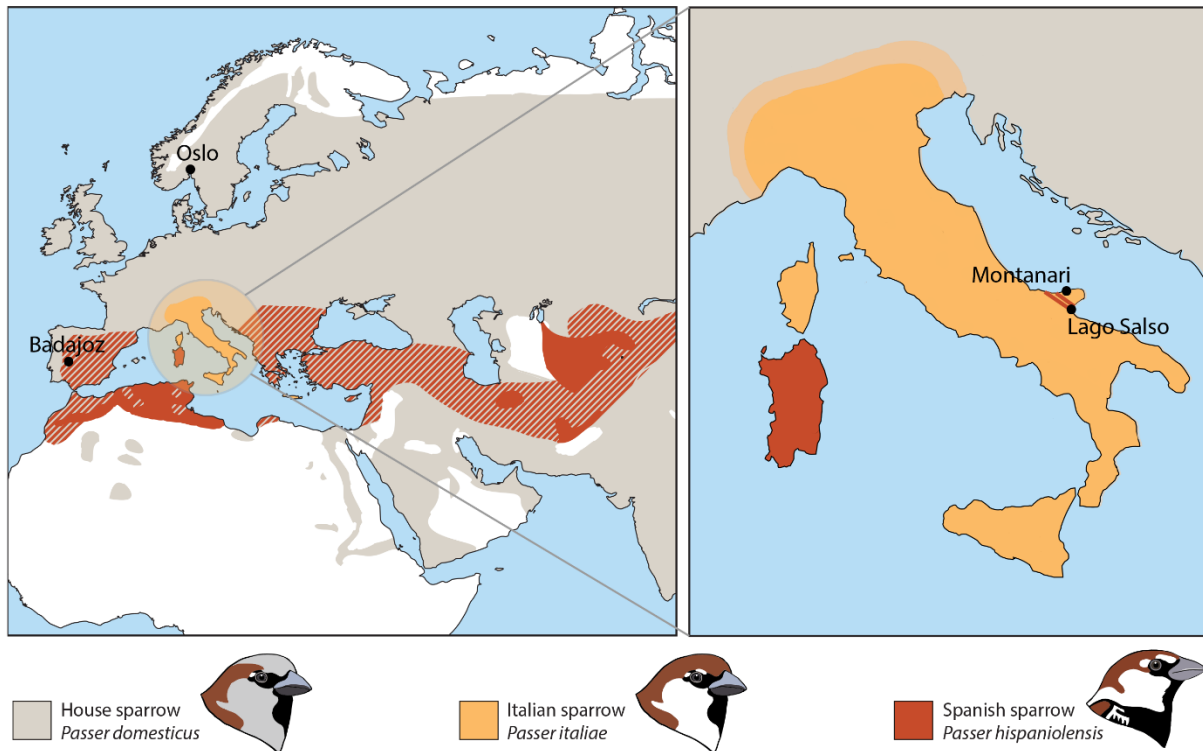 Oslo
Badajoz
Montanari
Lago Salso
House sparrow
Passer domesticus
Italian sparrow
Passer italiae
Spanish sparrow
Passer hispaniolensis